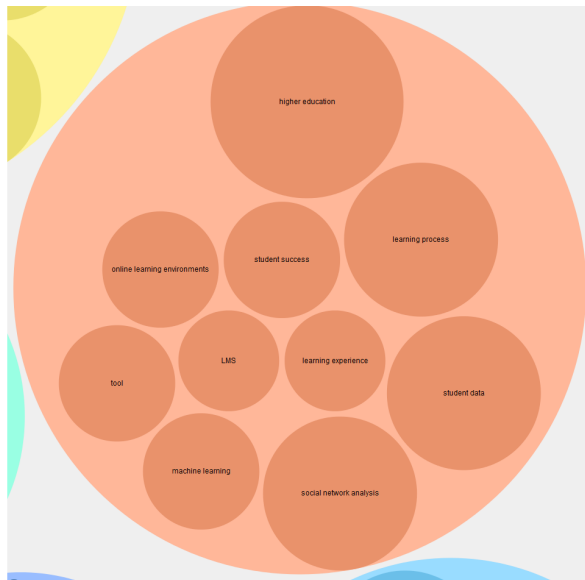 higher education
learning process
student success
online learning environments
LMS
learning experience
tool
student data
machine learning
social network analysis